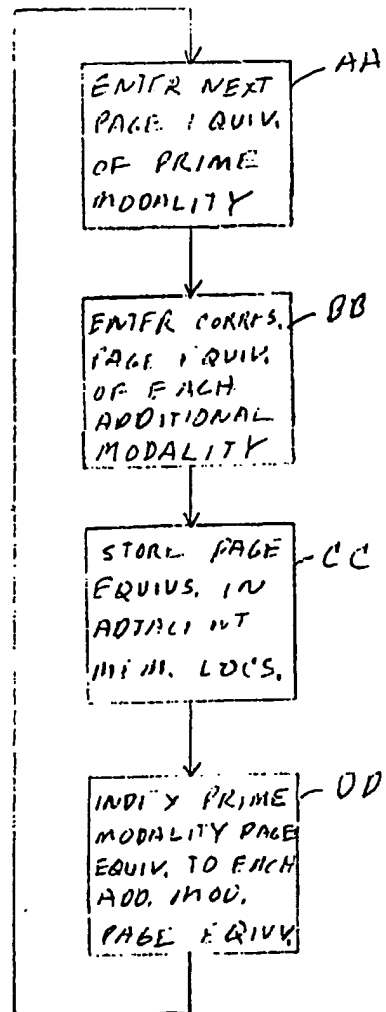 ENTER NEXT
PAGE EQUIV.
OF PRIME
MODALITY
AA
ENTER CORRES.
PAGE EQUIV.
OF EACH
ADDITIONAL
MODALITY
BB
STORE PAGE
EQUIVS. IN
ADJACENT
MEM. LOCS.
CC
INDEX PRIME
MODALITY PAGE
EQUIV. TO EACH
ADD. MOD.
PAGE EQUIV.
DD